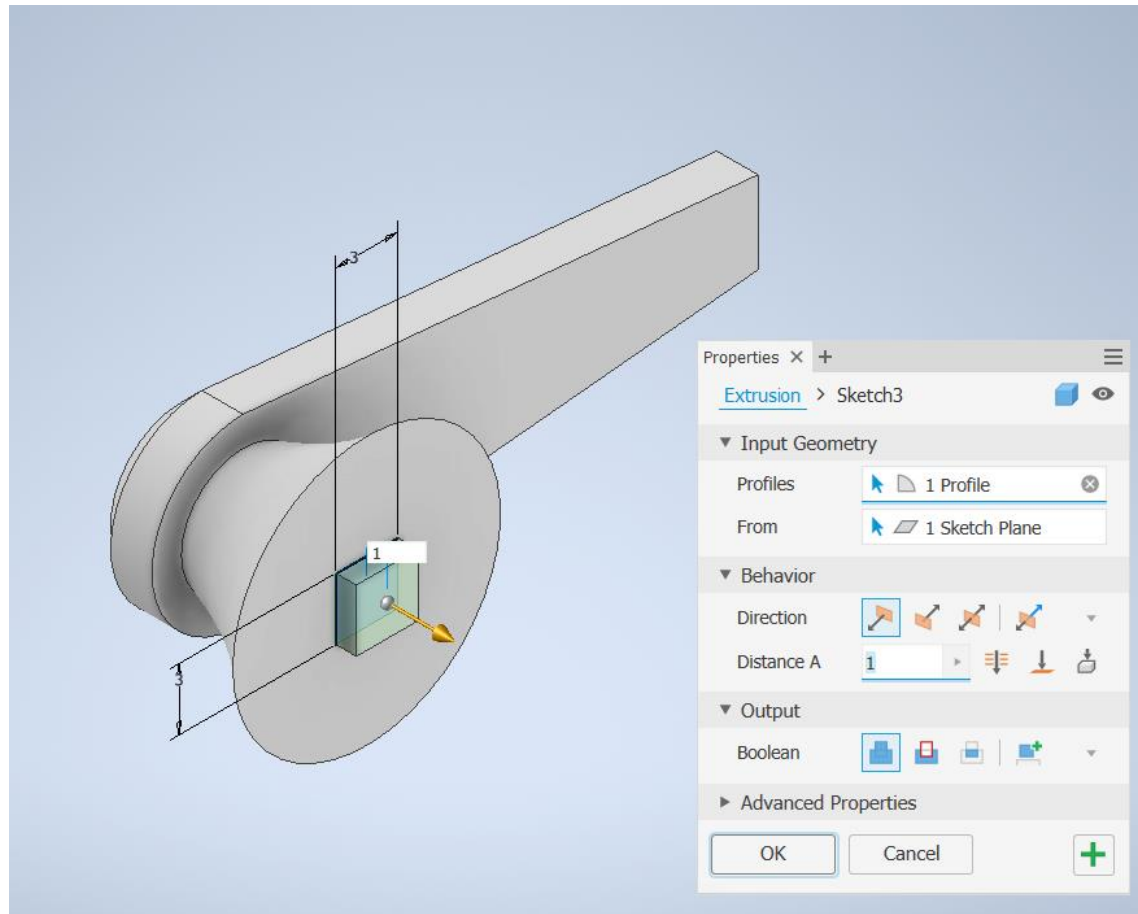 3
1
3
Properties × +
Extrusion > Sketch3
Input Geometry
Profiles 1 Profile
From 1 Sketch Plane
Behavior
Direction
Distance A 1
Output
Boolean
Advanced Properties
OK Cancel